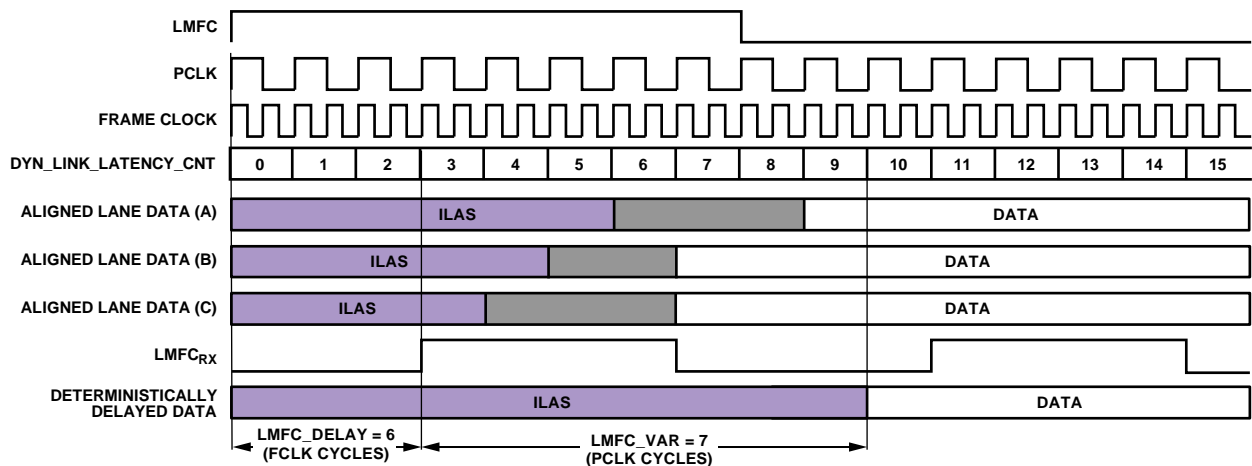 LMFC
PCLK
FRAME CLOCK
DYN_LINK_LATENCY_CNT 0 1 2 3 4 5 6 7 8 9 10 11 12 13 14 15
ALIGNED LANE DATA (A) ILAS DATA
ALIGNED LANE DATA (B) ILAS DATA
ALIGNED LANE DATA (C) ILAS DATA
LMFCRX
DETERMINISTICALLY
DELAYED DATA ILAS DATA
LMFC_DELAY = 6 LMFC_VAR = 7
(FCLK CYCLES) (PCLK CYCLES)